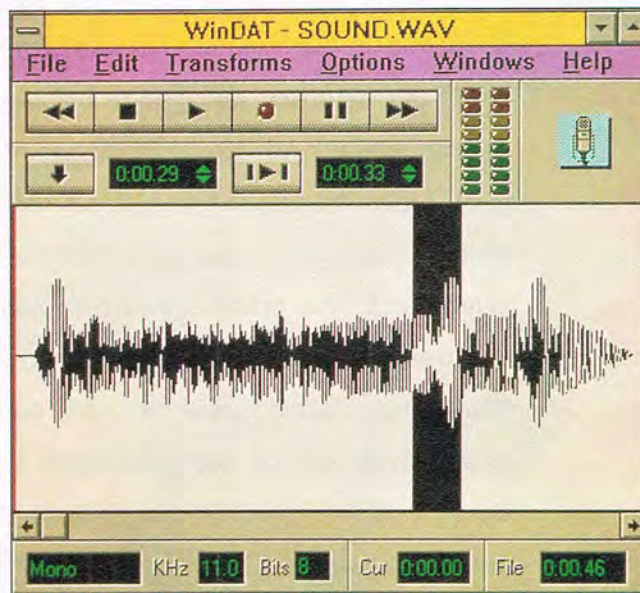 WinDAT - SOUND.WAV
File Edit Transforms Options Windows Help
0:00.29 0:00.33
Mono KHz 11.0 Bits 8 Cur 0:00.00 File 0:00.46